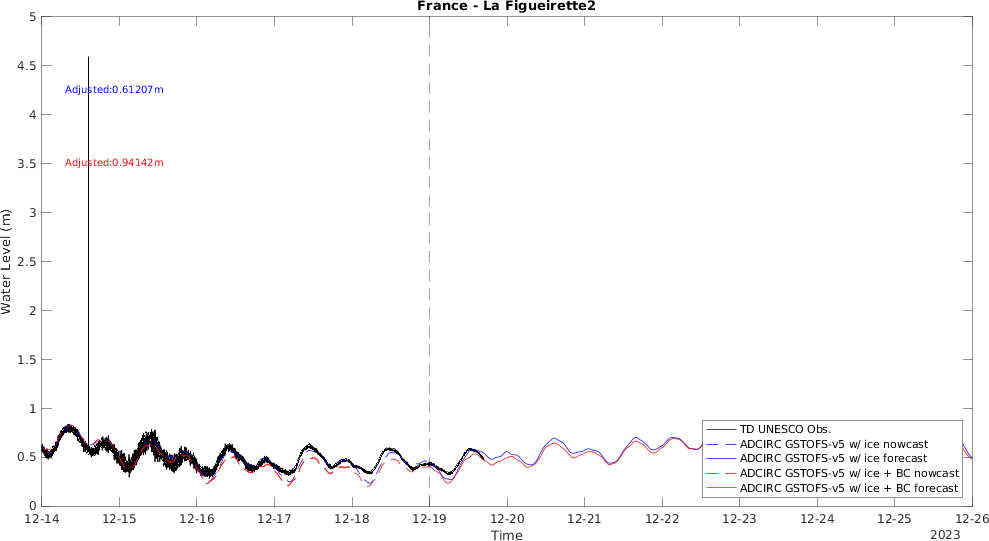 France - La Figueirette2
5
4.5
4
3.5
3
2.5
2
1.5
1
0.5
0
Water Level (m)
Adjusted:0.61207m
Adjusted:0.94142m
TD UNESCO Obs.
ADCIRC GSTOFS-v5 w/ ice nowcast
ADCIRC GSTOFS-v5 w/ ice forecast
ADCIRC GSTOFS-v5 w/ ice + BC nowcast
ADCIRC GSTOFS-v5 w/ ice + BC forecast
12-14 12-15 12-16 12-17 12-18 12-19 12-20 12-21 12-22 12-23 12-24 12-25 12-26
Time
2023